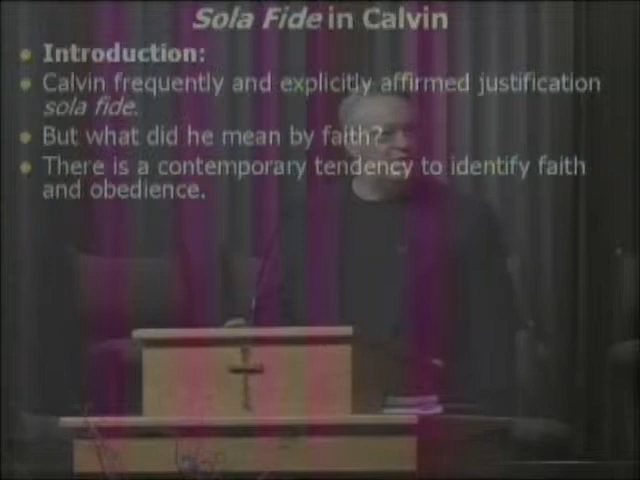 Sola Fide in Calvin
Introduction:
Calvin frequently and explicitly affirmed justification
sola fide.
But what did he mean by faith?
There is a contemporary tendency to identify faith
and obedience.